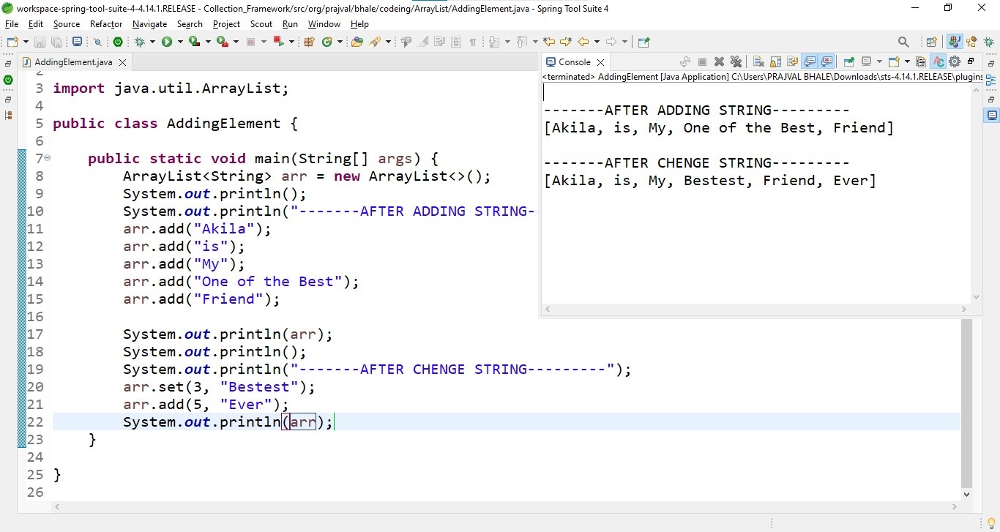 workspace-spring-tool-suite-4-4.14.1.RELEASE - Collection_Framework/src/org/prajval/bhale/codeing/ArrayList/AddingElement.java - Spring Tool Suite 4
File Edit Source Refactor Navigate Search Project Scout Run Window Help
AddingElement.java
2
3 import java.util.ArrayList;
4
5 public class AddingElement {
6
7 public static void main(String[] args) {
8 ArrayList<String> arr = new ArrayList<>();
9 System.out.println();
10 System.out.println("-------AFTER ADDING STRING-
11 arr.add("Akila");
12 arr.add("is");
13 arr.add("My");
14 arr.add("One of the Best");
15 arr.add("Friend");
16
17 System.out.println(arr);
18 System.out.println();
19 System.out.println("-------AFTER CHENGE STRING---------");
20 arr.set(3, "Bestest");
21 arr.add(5, "Ever");
22 System.out.println(arr);
23 }
24
25 }
26
Console
<terminated> AddingElement [Java Application] C:\Users\PRAJVAL BHALE\Downloads\sts-4.14.1.RELEASE\plugins
-------AFTER ADDING STRING---------
[Akila, is, My, One of the Best, Friend]
-------AFTER CHENGE STRING---------
[Akila, is, My, Bestest, Friend, Ever]